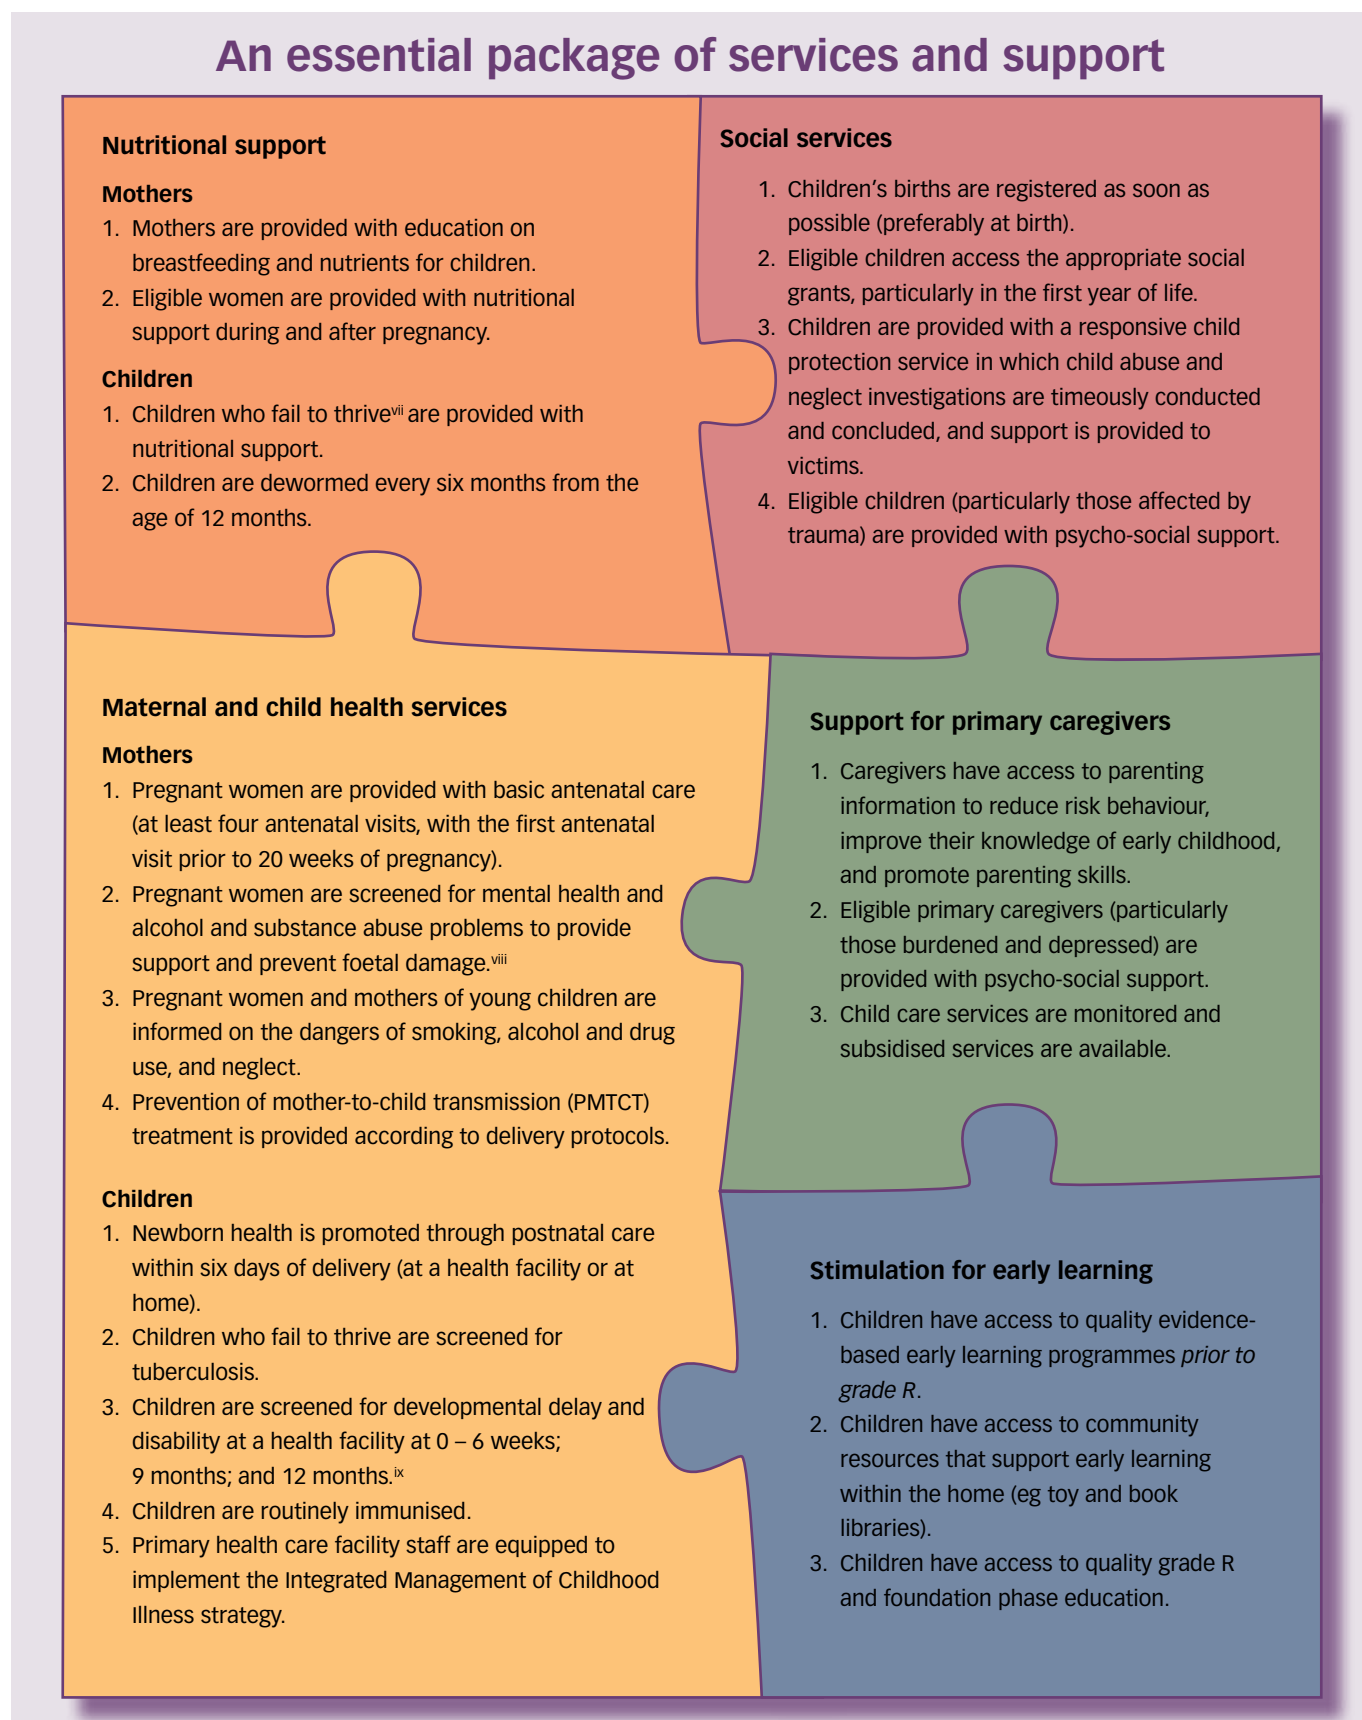 An essential package of services and support
Nutritional support
Mothers
1. Mothers are provided with education on
breastfeeding and nutrients for children.
2. Eligible women are provided with nutritional
support during and after pregnancy.
Children
1. Children who fail to thrivevii are provided with
nutritional support.
2. Children are dewormed every six months from the
age of 12 months.
Social services
1. Children’s births are registered as soon as
possible (preferably at birth).
2. Eligible children access the appropriate social
grants, particularly in the first year of life.
3. Children are provided with a responsive child
protection service in which child abuse and
neglect investigations are timeously conducted
and concluded, and support is provided to
victims.
4. Eligible children (particularly those affected by
trauma) are provided with psycho-social support.
Maternal and child health services
Mothers
1. Pregnant women are provided with basic antenatal care
(at least four antenatal visits, with the first antenatal
visit prior to 20 weeks of pregnancy).
2. Pregnant women are screened for mental health and
alcohol and substance abuse problems to provide
support and prevent foetal damage.viii
3. Pregnant women and mothers of young children are
informed on the dangers of smoking, alcohol and drug
use, and neglect.
4. Prevention of mother-to-child transmission (PMTCT)
treatment is provided according to delivery protocols.
Children
1. Newborn health is promoted through postnatal care
within six days of delivery (at a health facility or at
home).
2. Children who fail to thrive are screened for
tuberculosis.
3. Children are screened for developmental delay and
disability at a health facility at 0 – 6 weeks;
9 months; and 12 months.ix
4. Children are routinely immunised.
5. Primary health care facility staff are equipped to
implement the Integrated Management of Childhood
Illness strategy.
Support for primary caregivers
1. Caregivers have access to parenting
information to reduce risk behaviour,
improve their knowledge of early childhood,
and promote parenting skills.
2. Eligible primary caregivers (particularly
those burdened and depressed) are
provided with psycho-social support.
3. Child care services are monitored and
subsidised services are available.
Stimulation for early learning
1. Children have access to quality evidence-
based early learning programmes prior to
grade R.
2. Children have access to community
resources that support early learning
within the home (eg toy and book
libraries).
3. Children have access to quality grade R
and foundation phase education.